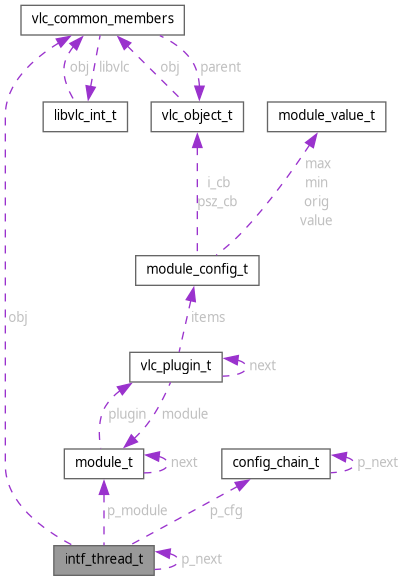 vlc_common_members
obj
libvlc
obj
parent
libvlc_int_t
vlc_object_t
module_value_t
i_cb
psz_cb
max
min
orig
value
module_config_t
obj
items
vlc_plugin_t
next
plugin
module
module_t
next
config_chain_t
p_next
p_module
p_cfg
intf_thread_t
p_next